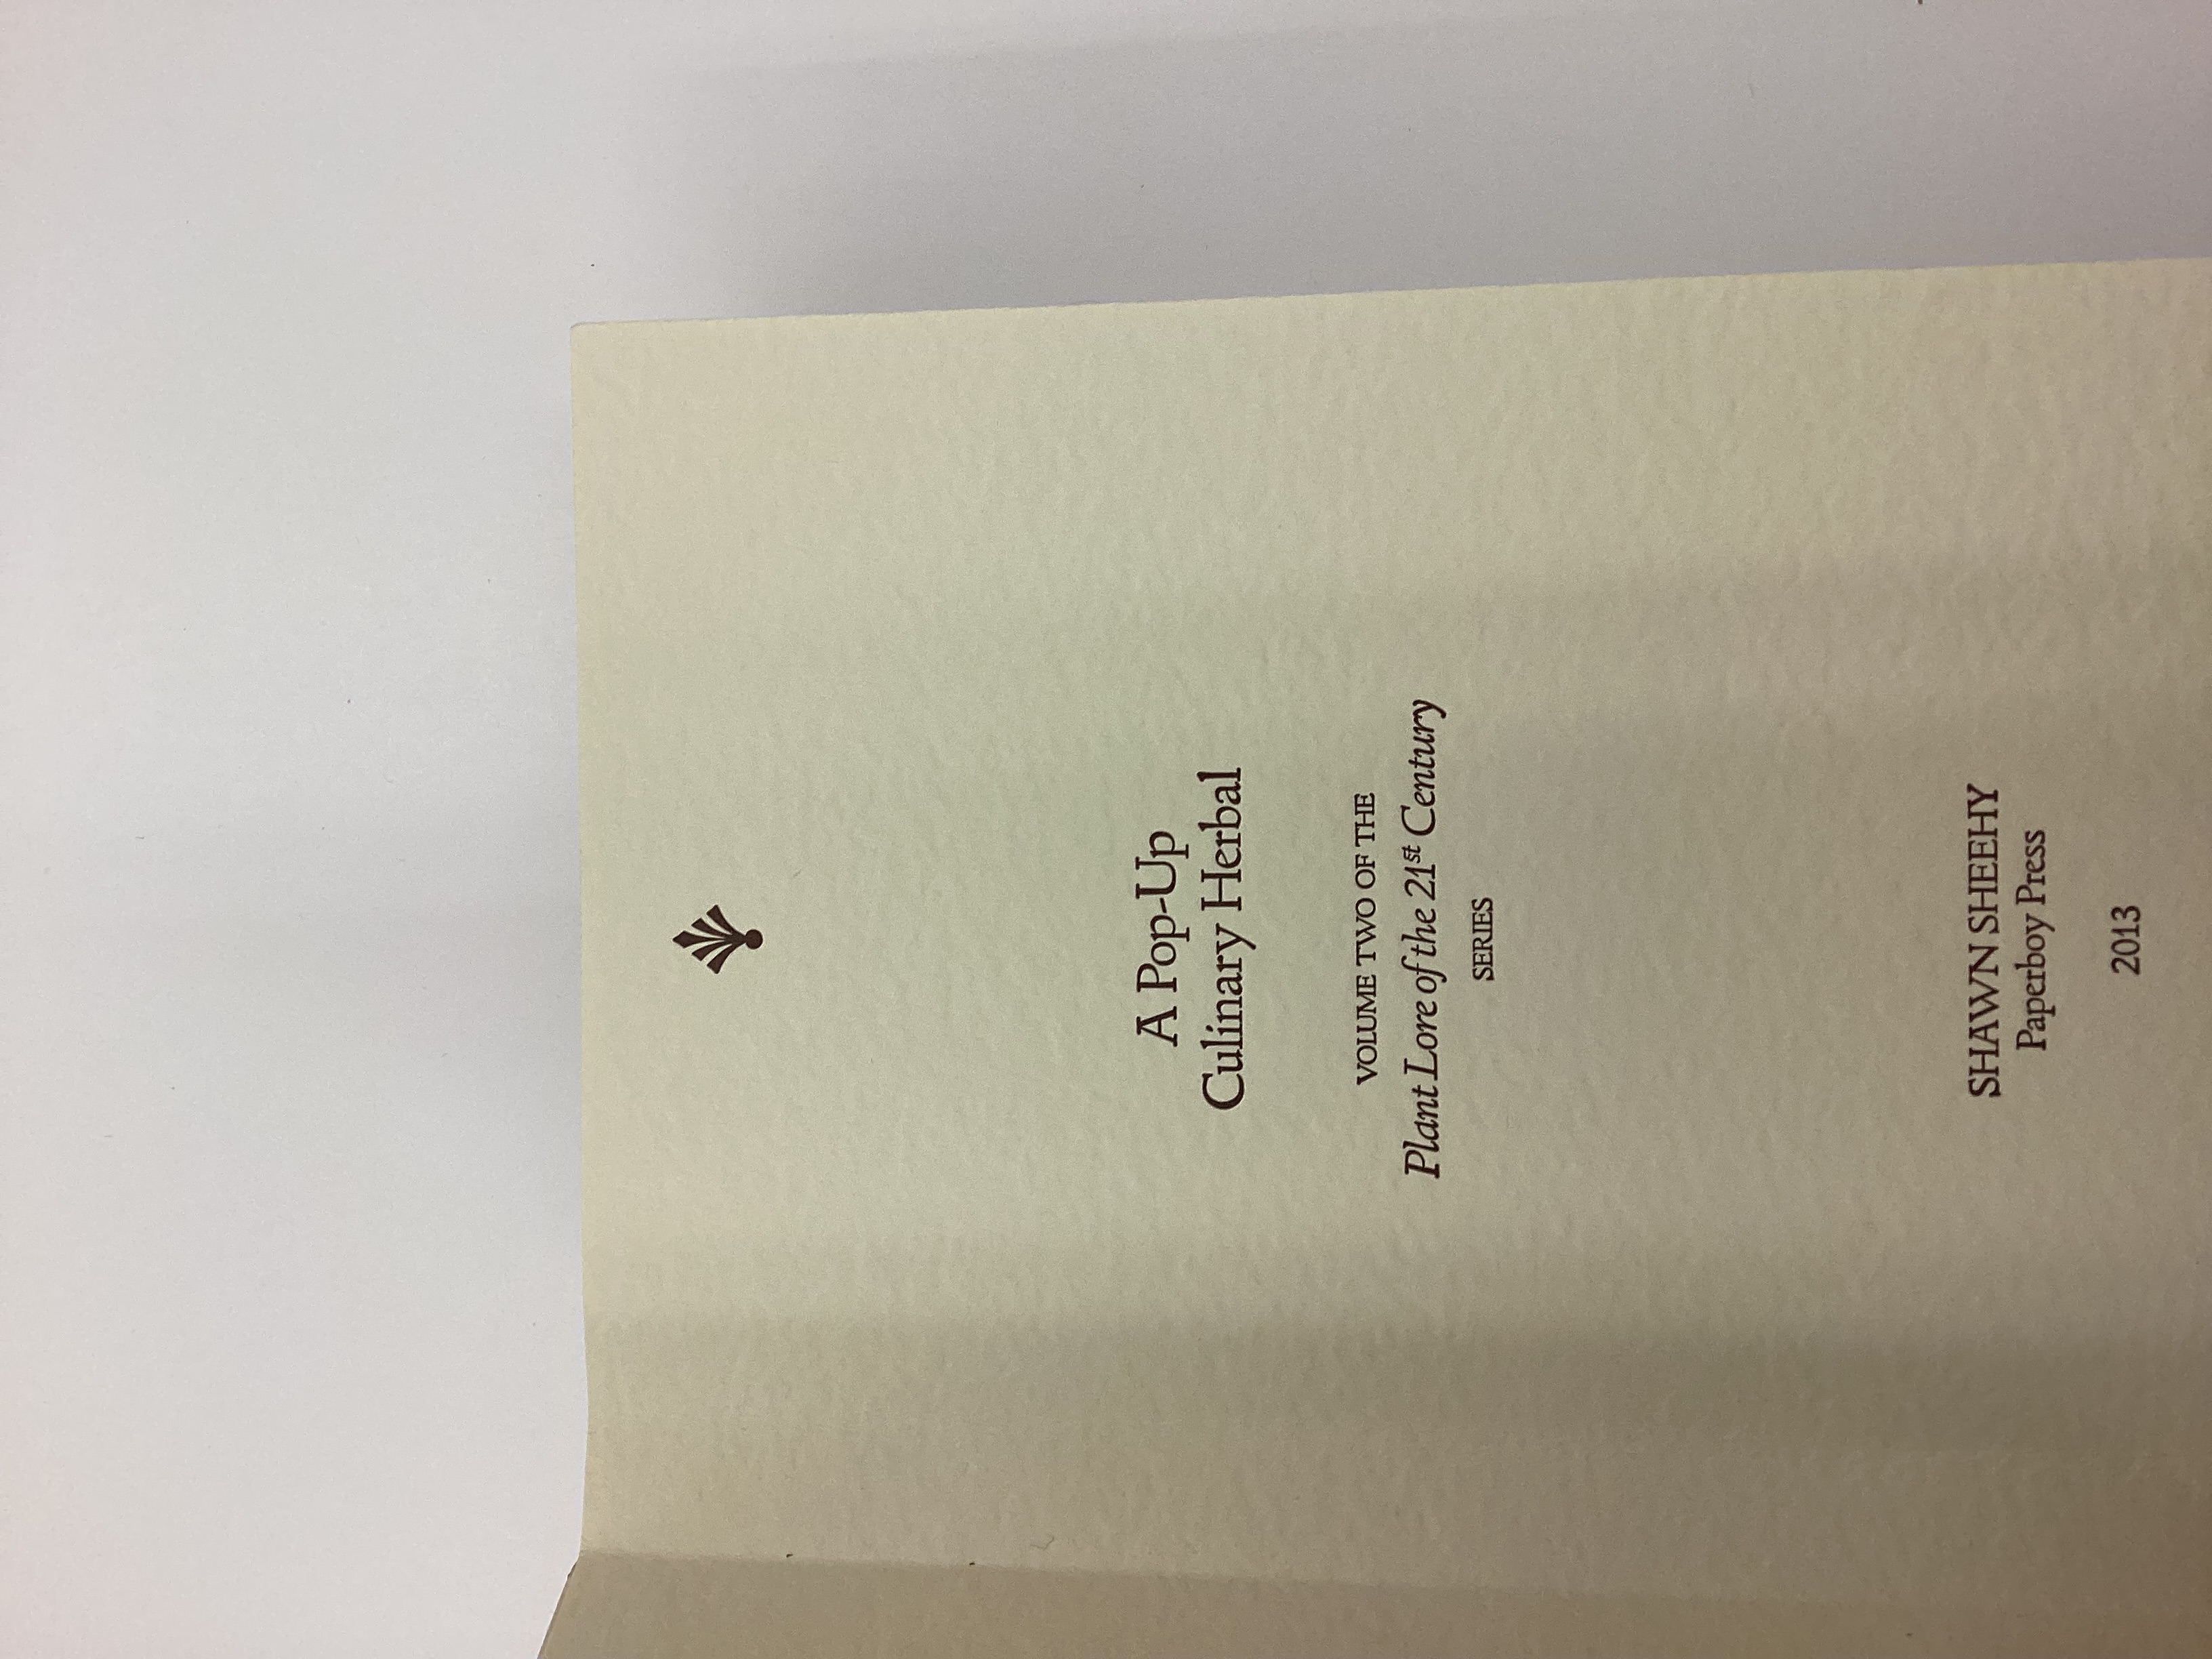 A Pop-Up
Culinary Herbal
VOLUME TWO OF THE
Plant Lore of the 21st Century
SERIES
SHAWN SHEEHY
Paperboy Press
2013